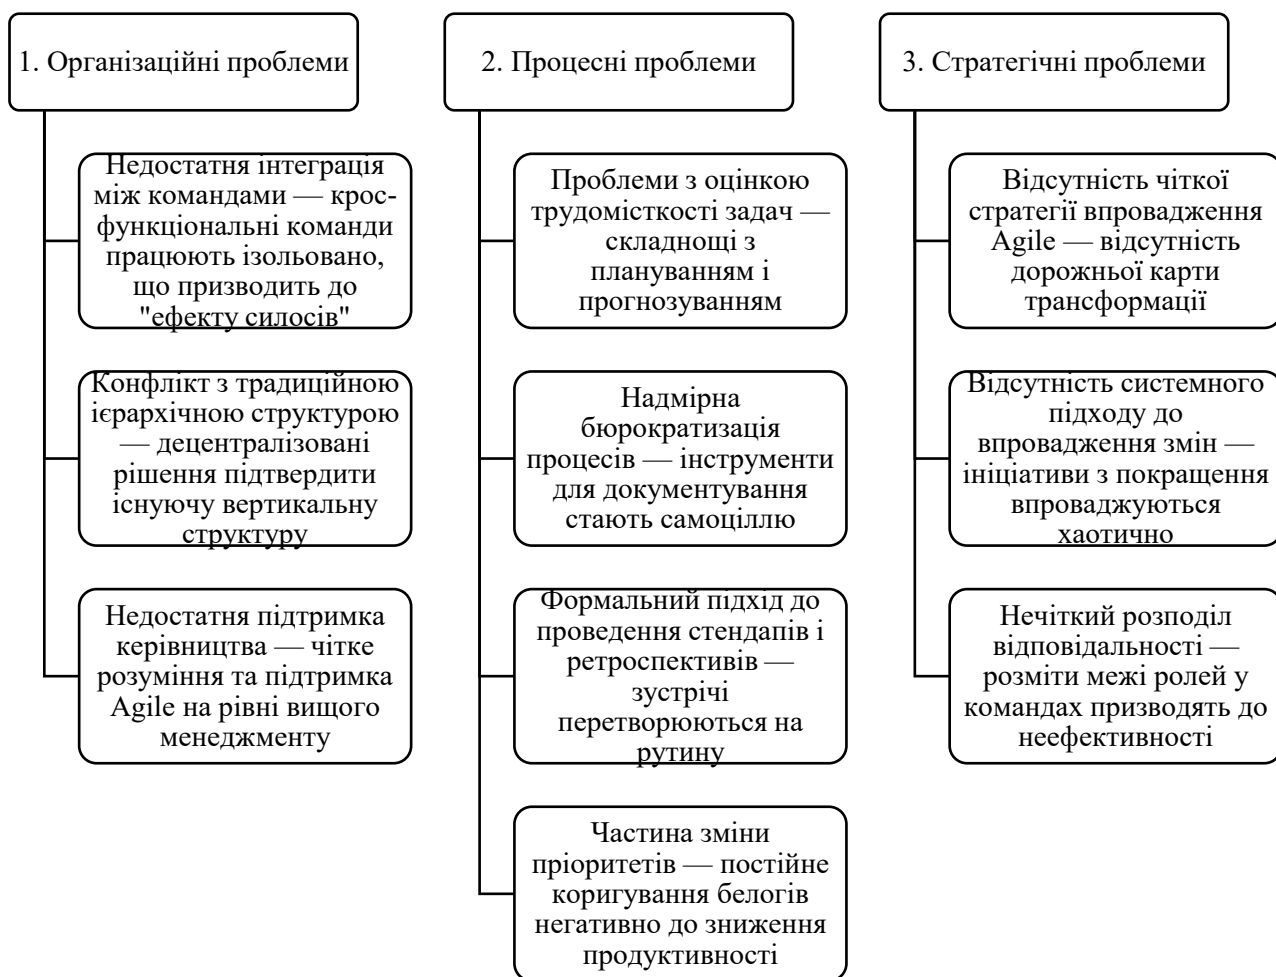 1. Організаційні проблеми
Недостатня інтеграція
між командами — крос-
функціональні команди
працюють ізольовано,
що призводить до
"ефекту силосів"
Конфлікт з традиційною
ієрархічною структурою
— децентралізовані
рішення підтвердити
існуючу вертикальну
структуру
Недостатня підтримка
керівництва — чітке
розуміння та підтримка
Agile на рівні вищого
менеджменту
2. Процесні проблеми
Проблеми з оцінкою
трудомісткості задач —
складнощі з
плануванням і
прогнозуванням
Надмірна
бюрократизація
процесів — інструменти
для документування
стають самоціллю
Формальний підхід до
проведення стендапів і
ретроспективів —
зустрічі
перетворюються на
рутину
Частина зміни
пріоритетів — постійне
коригування белогів
негативно до зниження
продуктивності
3. Стратегічні проблеми
Відсутність чіткої
стратегії впровадження
Agile — відсутність
дорожньої карти
трансформації
Відсутність системного
підходу до
впровадження змін —
ініціативи з покращення
впроваджуються
хаотично
Нечіткий розподіл
відповідальності —
розміти межі ролей у
командах призводять до
неефективності